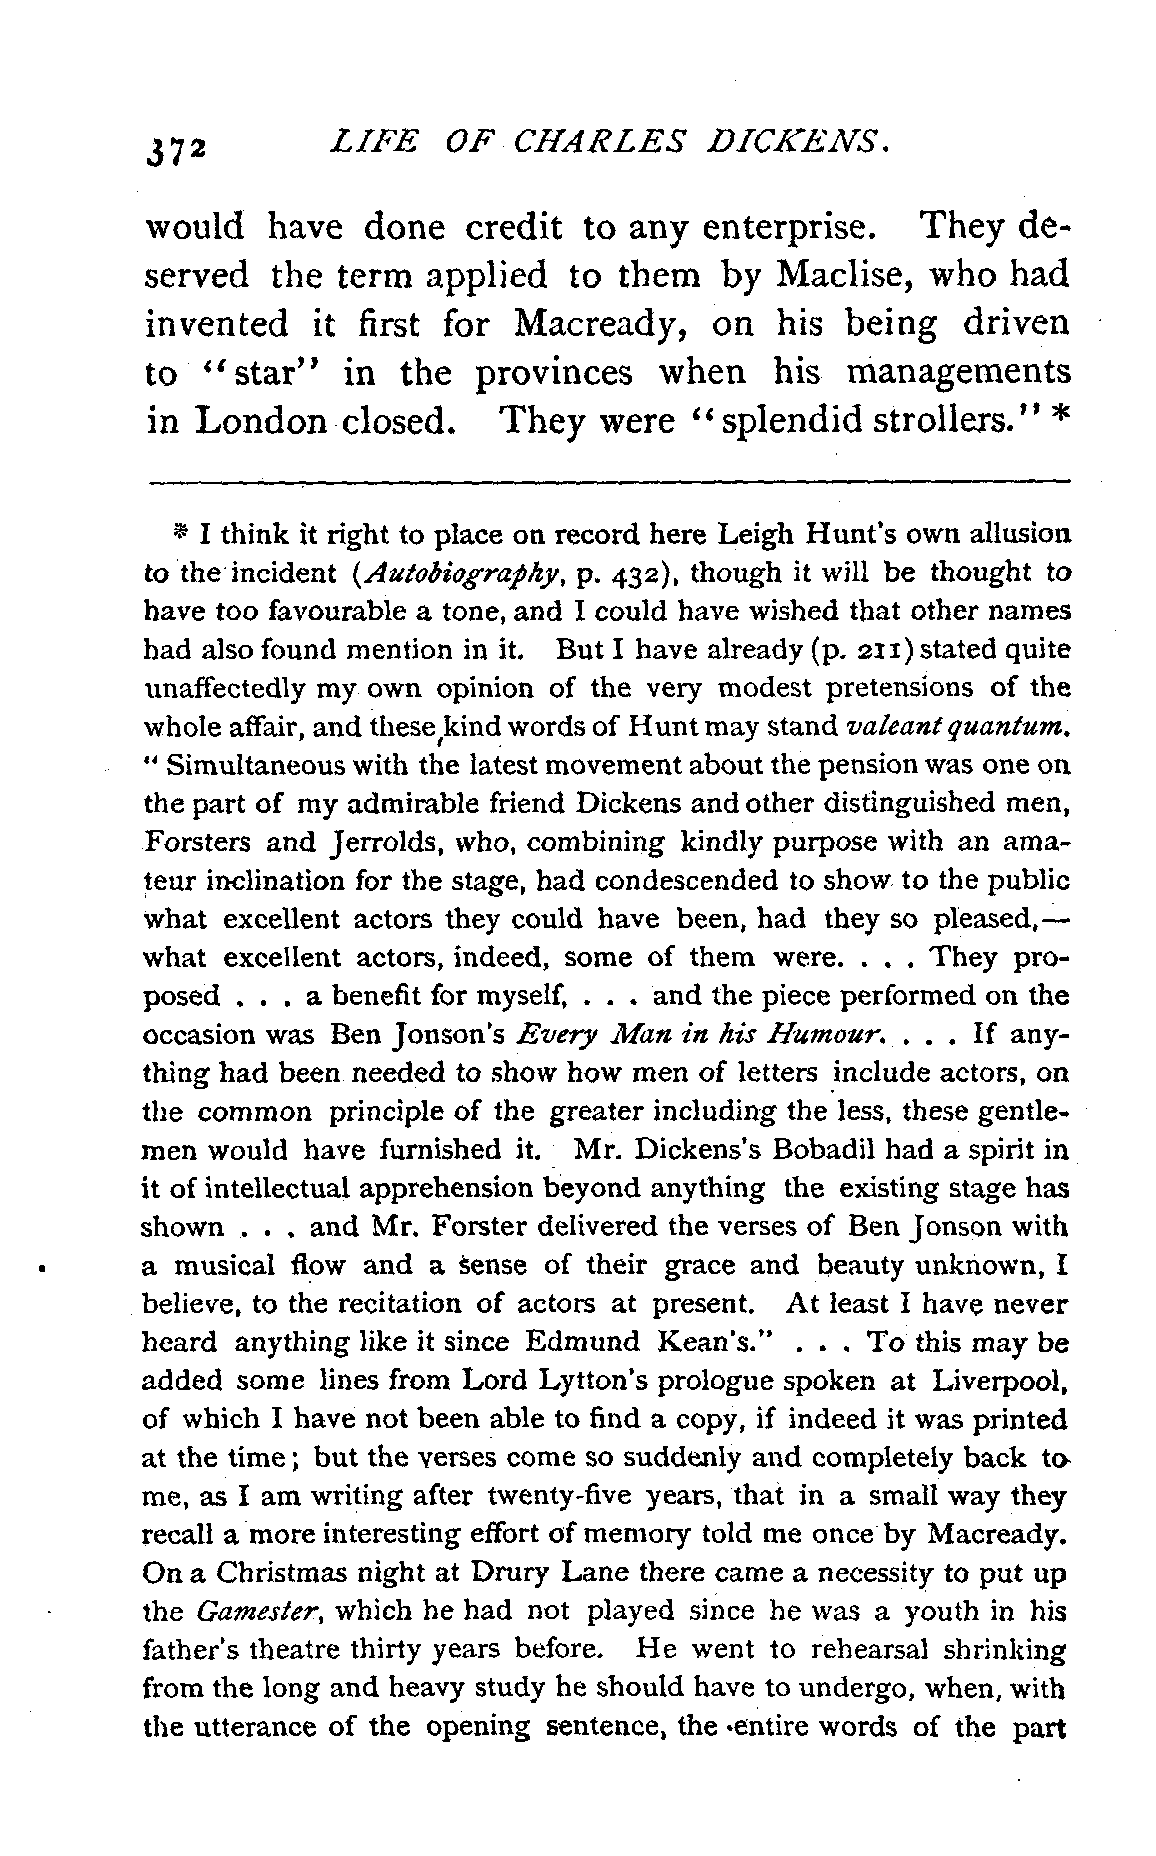 372 LIFE OF CHARLES DICKENS.
would have done credit to any enterprise. They de-
served the term applied to them by Maclise, who had
invented it first for Macready, on his being driven
to "star" in the provinces when his managements
in London closed. They were "splendid strollers." *
* I think it right to place on record here Leigh Hunt's own allusion
to the incident (Autobiography, p. 432), though it will be thought to
have too favourable a tone, and I could have wished that other names
had also found mention in it. But I have already (p. 211) stated quite
unaffectedly my own opinion of the very modest pretensions of the
whole affair, and these kind words of Hunt may stand valeant quantum.
"Simultaneous with the latest movement about the pension was one on
the part of my admirable friend Dickens and other distinguished men,
Forsters and Jerrolds, who, combining kindly purpose with an ama-
teur inclination for the stage, had condescended to show to the public
what excellent actors they could have been, had they so pleased,—
what excellent actors, indeed, some of them were. . . . They pro-
posed . . . a benefit for myself, . . . and the piece performed on the
occasion was Ben Jonson's Every Man in his Humour. . . . If any-
thing had been needed to show how men of letters include actors, on
the common principle of the greater including the less, these gentle-
men would have furnished it. Mr. Dickens's Bobadil had a spirit in
it of intellectual apprehension beyond anything the existing stage has
shown . . . and Mr. Forster delivered the verses of Ben Jonson with
a musical flow and a sense of their grace and beauty unknown, I
believe, to the recitation of actors at present. At least I have never
heard anything like it since Edmund Kean's." . . . To this may be
added some lines from Lord Lytton's prologue spoken at Liverpool,
of which I have not been able to find a copy, if indeed it was printed
at the time; but the verses come so suddenly and completely back to
me, as I am writing after twenty-five years, that in a small way they
recall a more interesting effort of memory told me once by Macready.
On a Christmas night at Drury Lane there came a necessity to put up
the Gamester, which he had not played since he was a youth in his
father's theatre thirty years before. He went to rehearsal shrinking
from the long and heavy study he should have to undergo, when, with
the utterance of the opening sentence, the entire words of the part